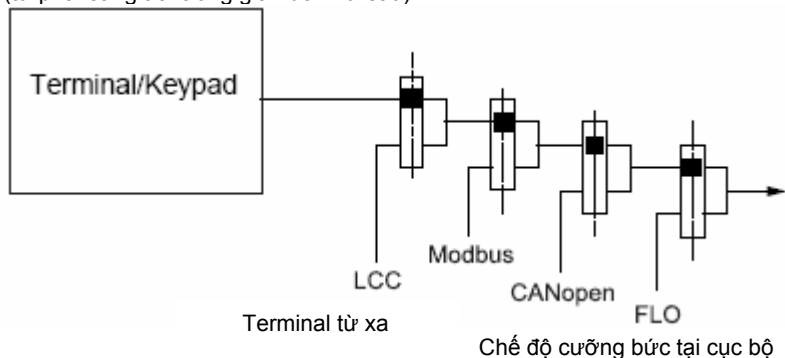 Terminal/Keypad
LCC
Modbus
CANopen
FLO
Terminal từ xa
Chế độ cưỡng bức tại cục bộ